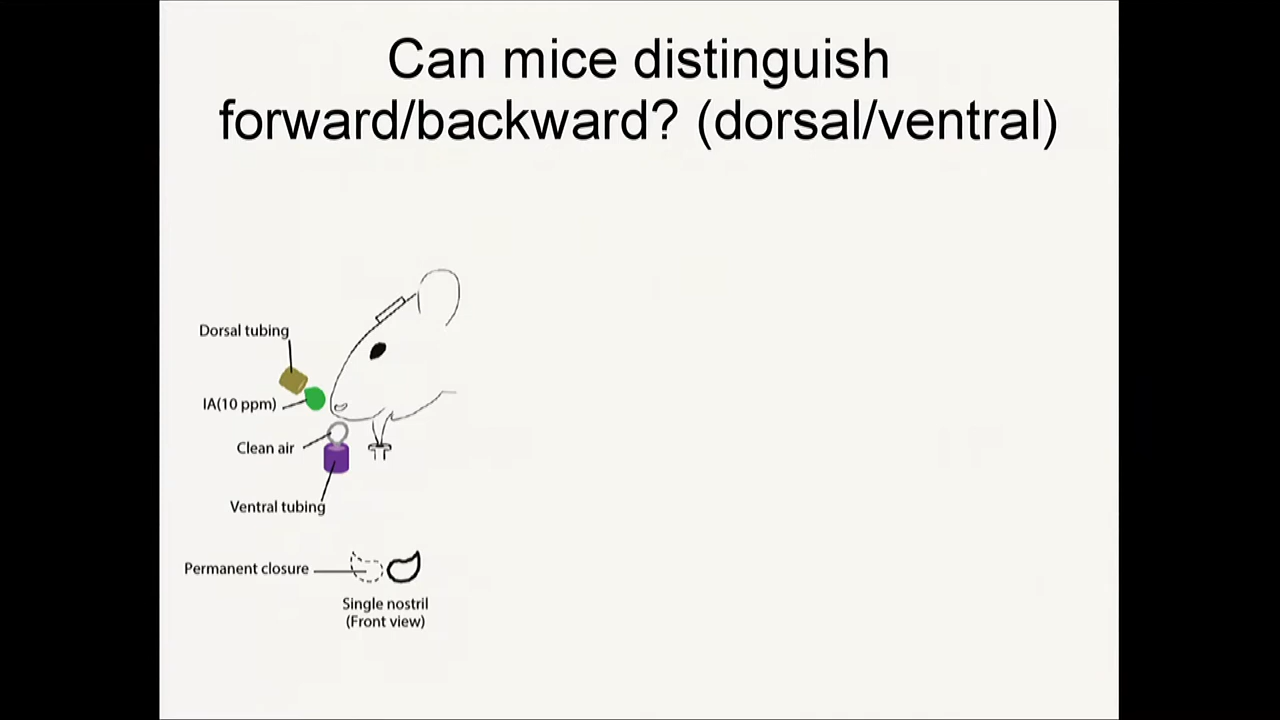 Can mice distinguish
forward/backward? (dorsal/ventral)
Dorsal tubing
IA(10 ppm)
Clean air
Ventral tubing
Permanent closure
Single nostril
(Front view)